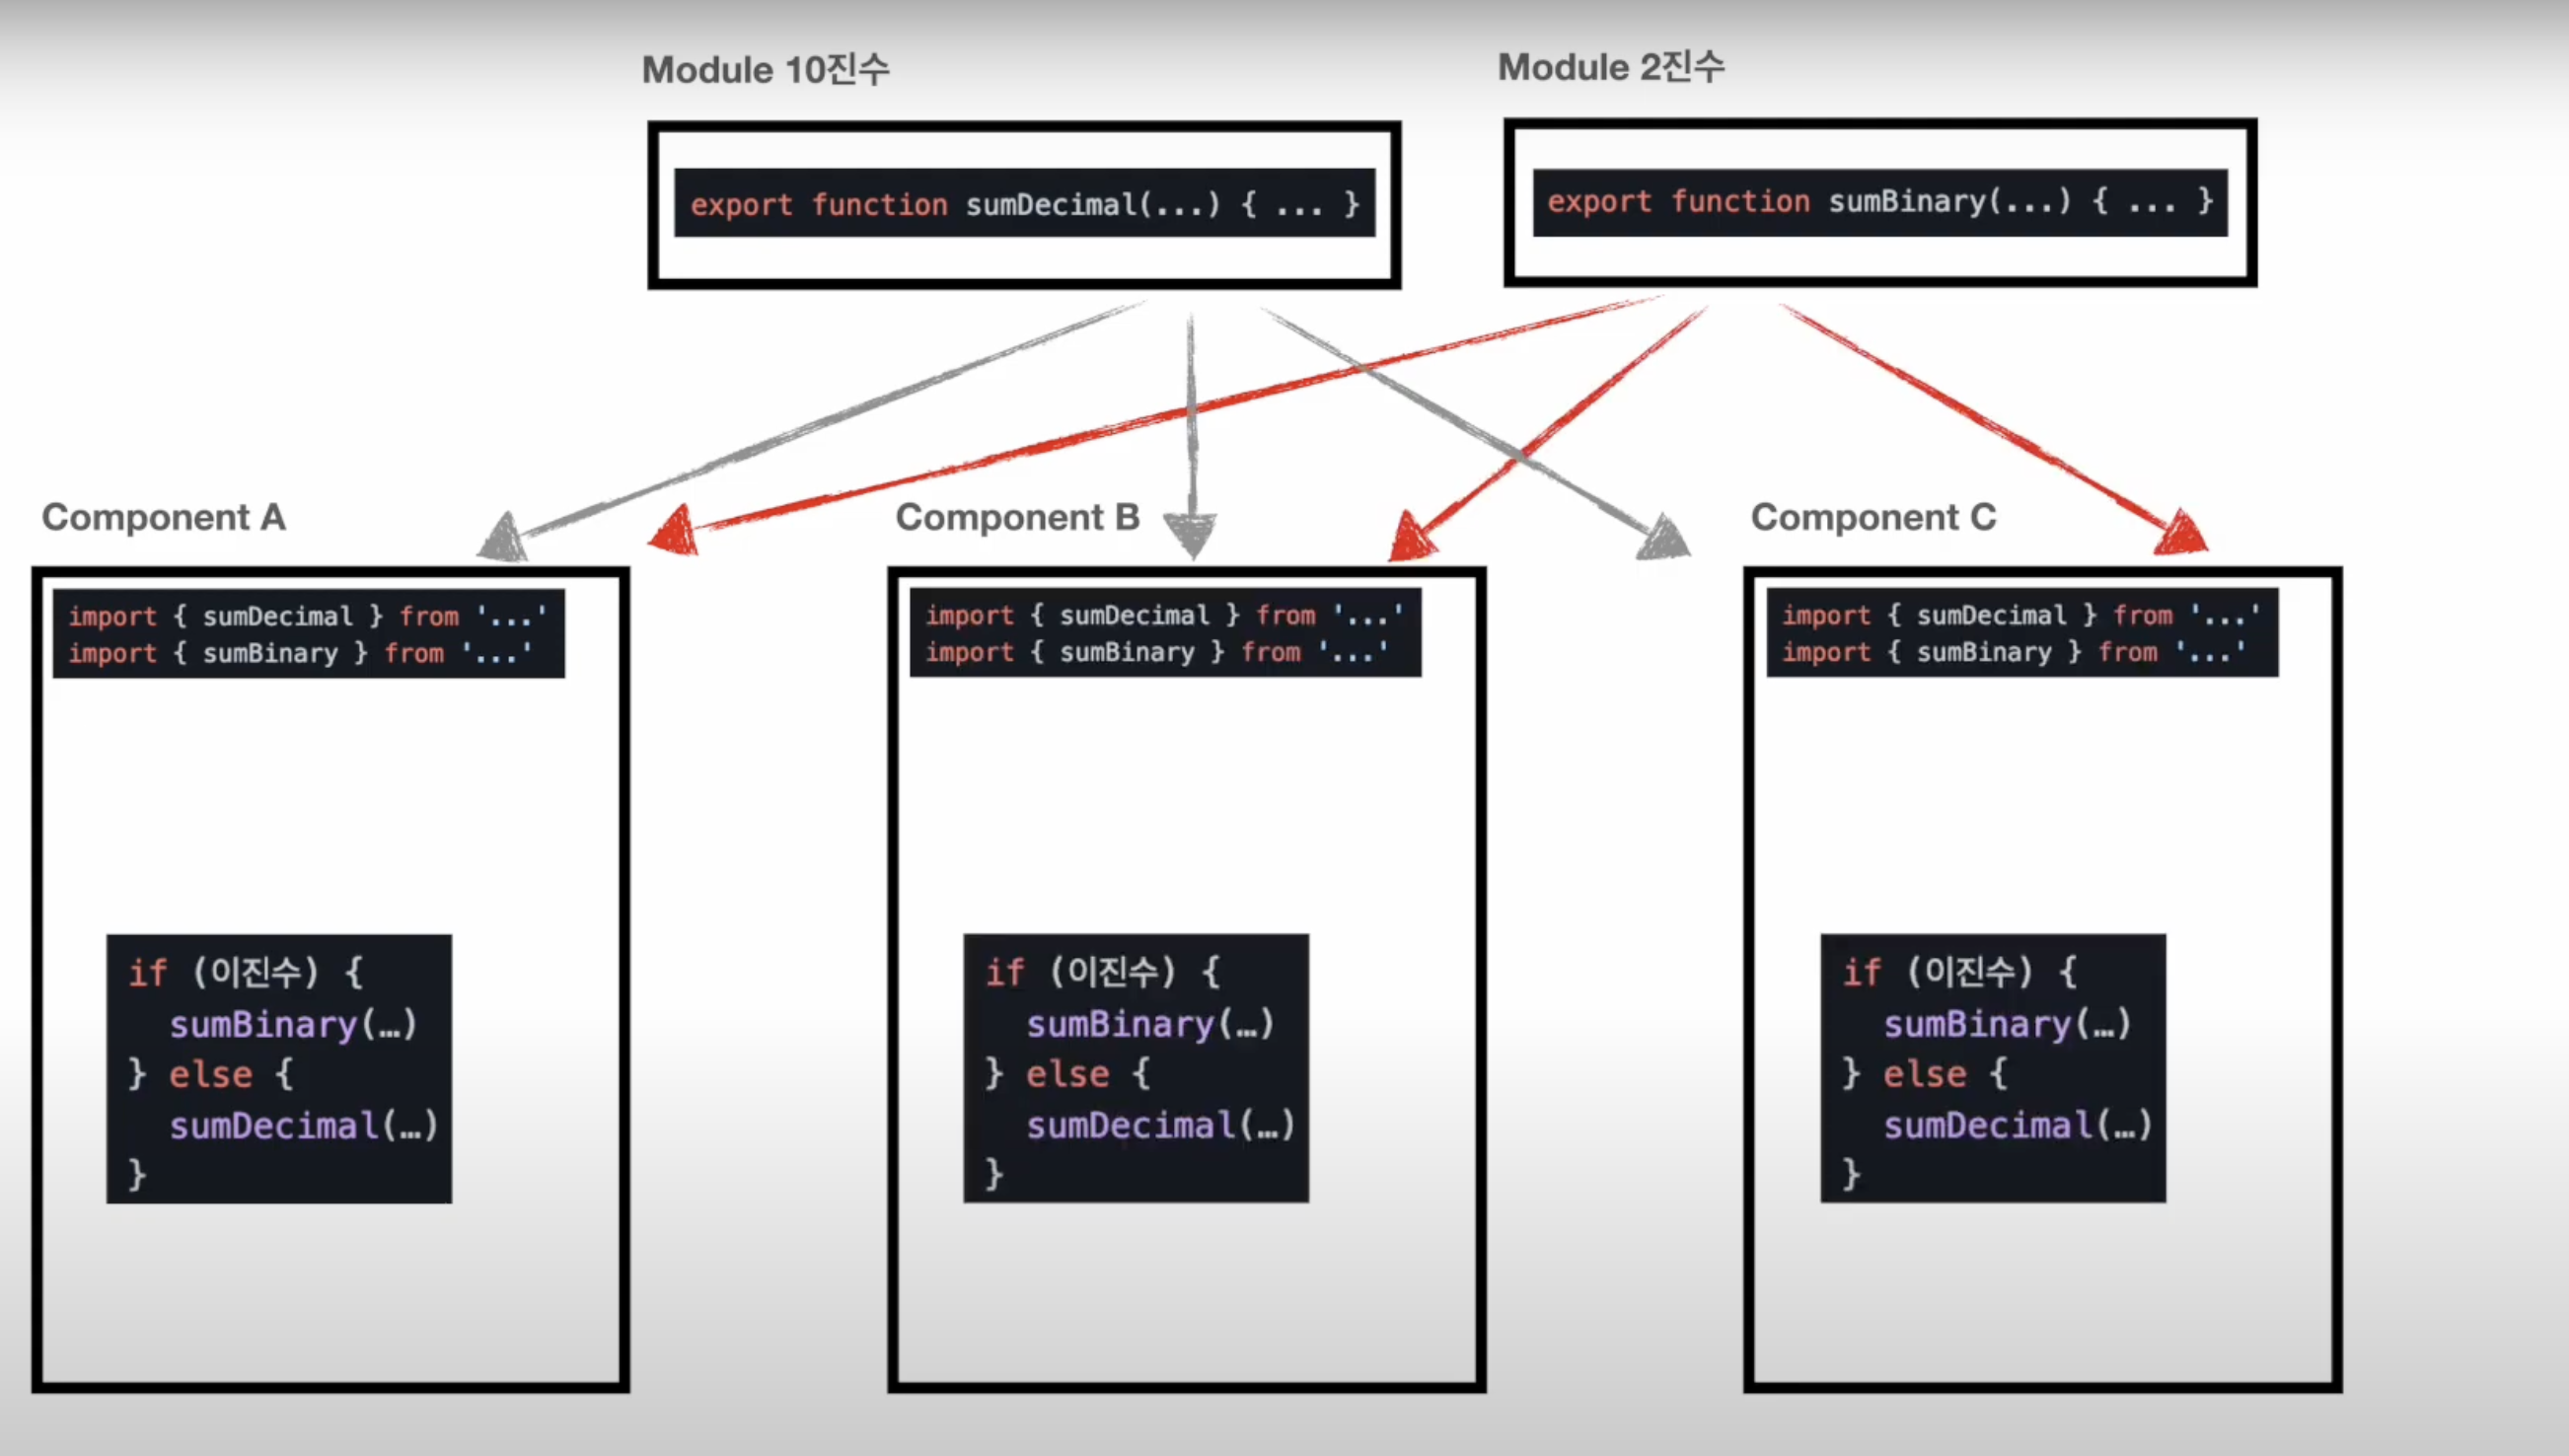 Module 10진수
Module 2진수
export function sumDecimal(...) { ... }
export function sumBinary(...) { ... }
Component A
import { sumDecimal } from '...'
import { sumBinary } from '...'
if (이진수) {
  sumBinary(…)
} else {
  sumDecimal(…)
}
Component B
import { sumDecimal } from '...'
import { sumBinary } from '...'
if (이진수) {
  sumBinary(…)
} else {
  sumDecimal(…)
}
Component C
import { sumDecimal } from '...'
import { sumBinary } from '...'
if (이진수) {
  sumBinary(…)
} else {
  sumDecimal(…)
}